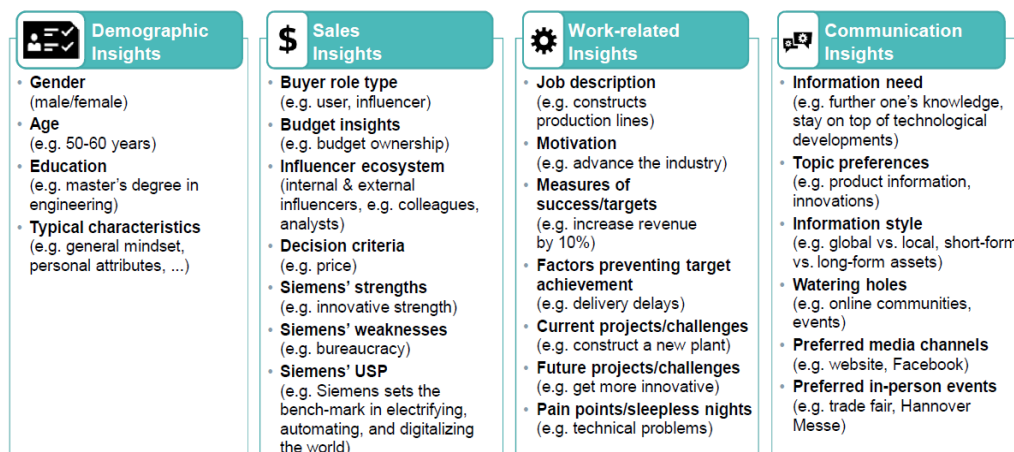 Demographic
Insights
• Gender
(male/female)
• Age
(e.g. 50-60 years)
• Education
(e.g. master's degree in
engineering)
• Typical characteristics
(e.g. general mindset,
personal attributes, ...)
$ Sales
Insights
• Buyer role type
(e.g. user, influencer)
• Budget insights
(e.g. budget ownership)
• Influencer ecosystem
(internal & external
influencers, e.g. colleagues,
analysts)
• Decision criteria
(e.g. price)
• Siemens' strengths
(e.g. innovative strength)
• Siemens' weaknesses
(e.g. bureaucracy)
• Siemens' USP
(e.g. Siemens sets the
bench-mark in electrifying,
automating, and digitalizing
the world)
Work-related
Insights
• Job description
(e.g. constructs
production lines)
• Motivation
(e.g. advance the industry)
• Measures of
success/targets
(e.g. increase revenue
by 10%)
• Factors preventing target
achievement
(e.g. delivery delays)
• Current projects/challenges
(e.g. construct a new plant)
• Future projects/challenges
(e.g. get more innovative)
• Pain points/sleepless nights
(e.g. technical problems)
Communication
Insights
• Information need
(e.g. further one's knowledge,
stay on top of technological
developments)
• Topic preferences
(e.g. product information,
innovations)
• Information style
(e.g. global vs. local, short-form
vs. long-form assets)
• Watering holes
(e.g. online communities,
events)
• Preferred media channels
(e.g. website, Facebook)
• Preferred in-person events
(e.g. trade fair, Hannover
Messe)